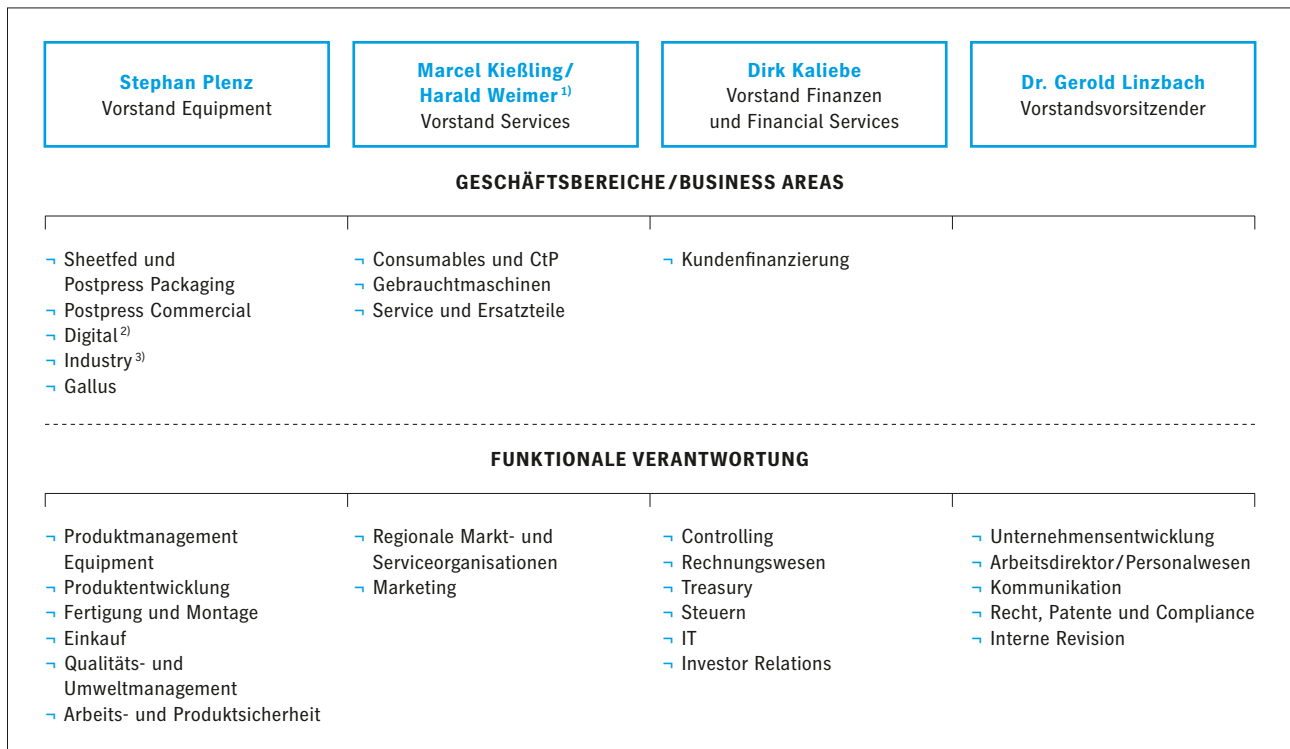 Stephan Plenz
Vorstand Equipment
Marcel Kießling/
Harald Weimer 1)
Vorstand Services
Dirk Kaliebe
Vorstand Finanzen
und Financial Services
Dr. Gerold Linzbach
Vorstandsvorsitzender
GESCHÄFTSBEREICHE/BUSINESS AREAS
¬ Sheetfed und
Postpress Packaging
¬ Postpress Commercial
¬ Digital 2)
¬ Industry 3)
¬ Gallus
¬ Consumables und CtP
¬ Gebrauchtmaschinen
¬ Service und Ersatzteile
¬ Kundenfinanzierung
FUNKTIONALE VERANTWORTUNG
¬ Produktmanagement
Equipment
¬ Produktentwicklung
¬ Fertigung und Montage
¬ Einkauf
¬ Qualitäts- und
Umweltmanagement
¬ Arbeits- und Produktsicherheit
¬ Regionale Markt- und
Serviceorganisationen
¬ Marketing
¬ Controlling
¬ Rechnungswesen
¬ Treasury
¬ Steuern
¬ IT
¬ Investor Relations
¬ Unternehmensentwicklung
¬ Arbeitsdirektor/Personalwesen
¬ Kommunikation
¬ Recht, Patente und Compliance
¬ Interne Revision